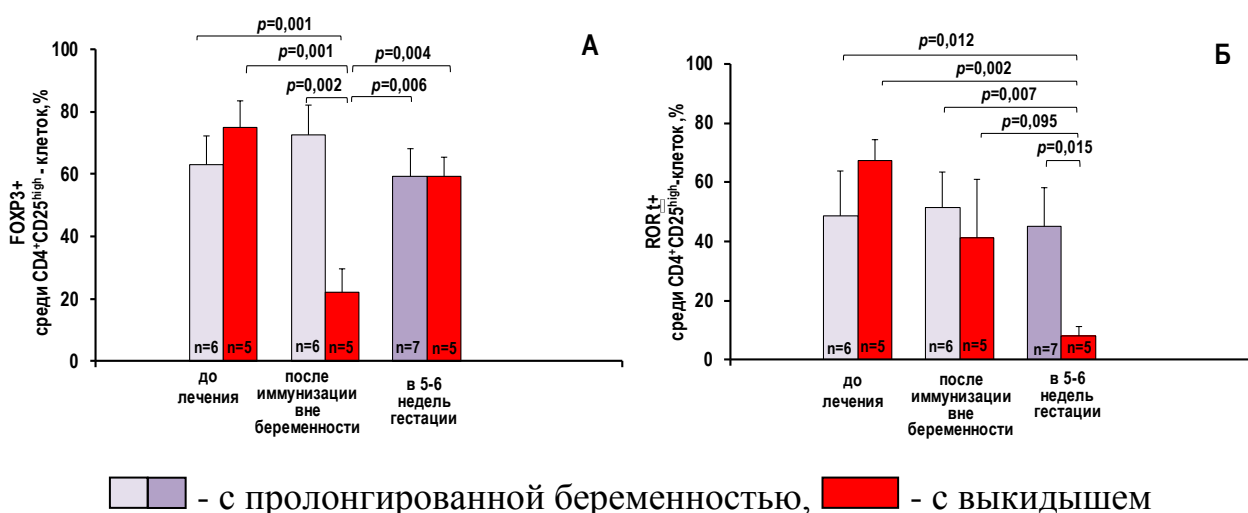 А
p=0,001
p=0,001
p=0,004
p=0,002
p=0,006
FOXP3+
среди CD4+CD25high - клеток,%
100
80
60
40
20
0
n=6
n=5
n=6
n=5
n=7
n=5
до
лечения
после
иммунизации
вне
беременности
в 5-6
недель
гестации
Б
p=0,012
p=0,002
p=0,007
p=0,095
p=0,015
RORt+
среди CD4+CD25high-клеток ,%
100
80
60
40
20
0
n=6
n=5
n=6
n=5
n=7
n=5
до
лечения
после
иммунизации
вне
беременности
в 5-6
недель
гестации
- с пролонгированной беременностью, - с выкидышем